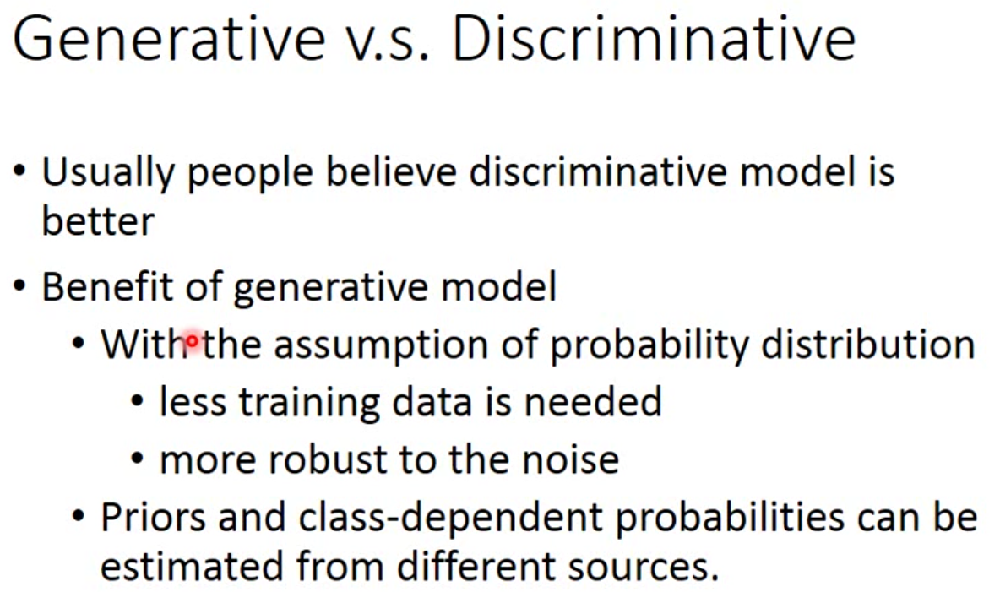 Generative v.s. Discriminative
• Usually people believe discriminative model is
better
• Benefit of generative model
• With the assumption of probability distribution
• less training data is needed
• more robust to the noise
• Priors and class-dependent probabilities can be
estimated from different sources.